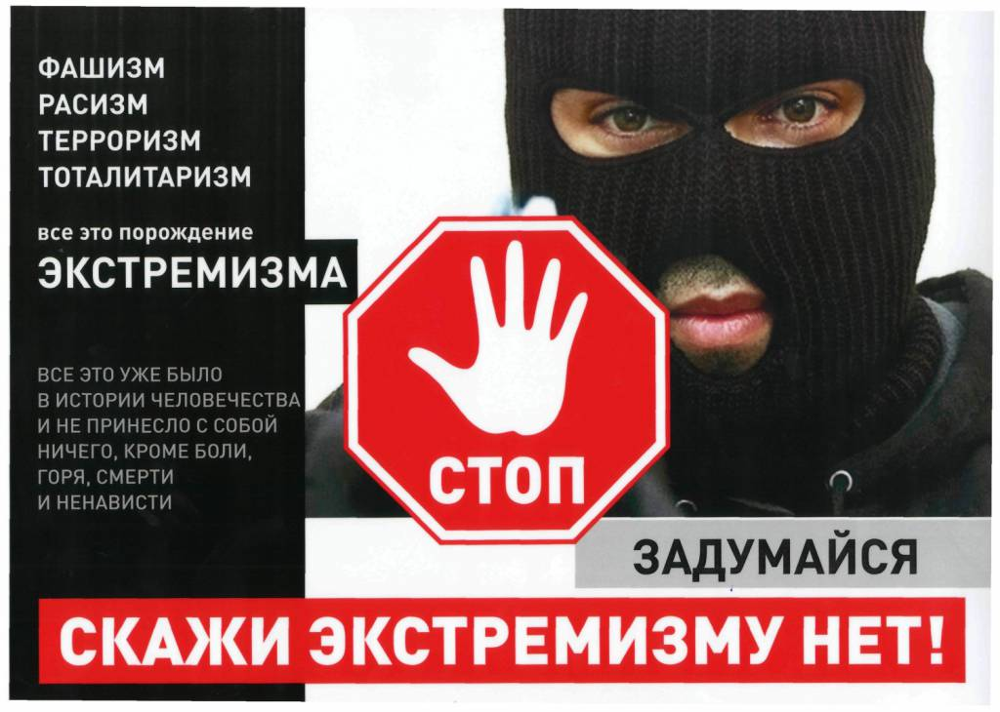 ФАШИЗМ
РАСИЗМ
ТЕРРОРИЗМ
ТОТАЛИТАРИЗМ
все это порождение
ЭКСТРЕМИЗМА
ВСЕ ЭТО УЖЕ БЫЛО
В ИСТОРИИ ЧЕЛОВЕЧЕСТВА
И НЕ ПРИНЕСЛО С СОБОЙ
НИЧЕГО, КРОМЕ БОЛИ,
ГОРЯ, СМЕРТИ
И НЕНАВИСТИ
СТОП
ЗАДУМАЙСЯ
СКАЖИ ЭКСТРЕМИЗМУ НЕТ!